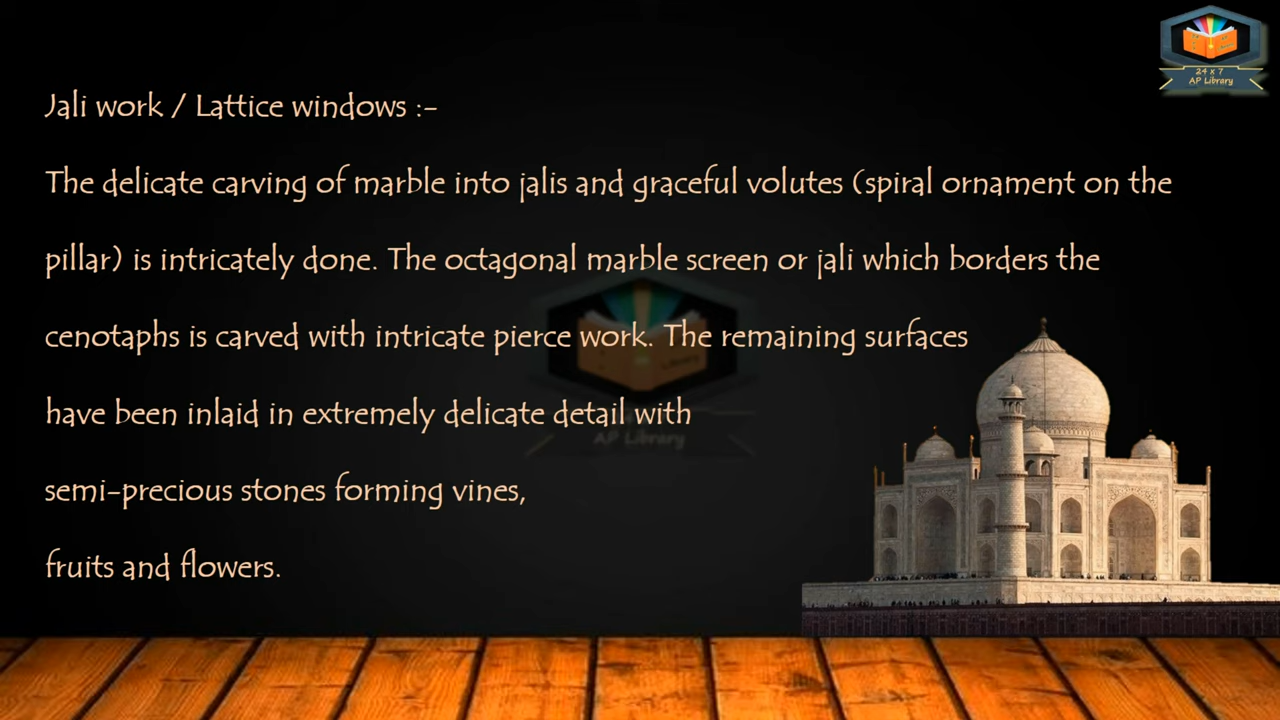 24 x 7
AP Library
Jali work / Lattice windows :-
The delicate carving of marble into jalis and graceful volutes (spiral ornament on the
pillar) is intricately done. The octagonal marble screen or jali which borders the
cenotaphs is carved with intricate pierce work. The remaining surfaces
have been inlaid in extremely delicate detail with
semi-precious stones forming vines,
fruits and flowers.
Library
AP Library